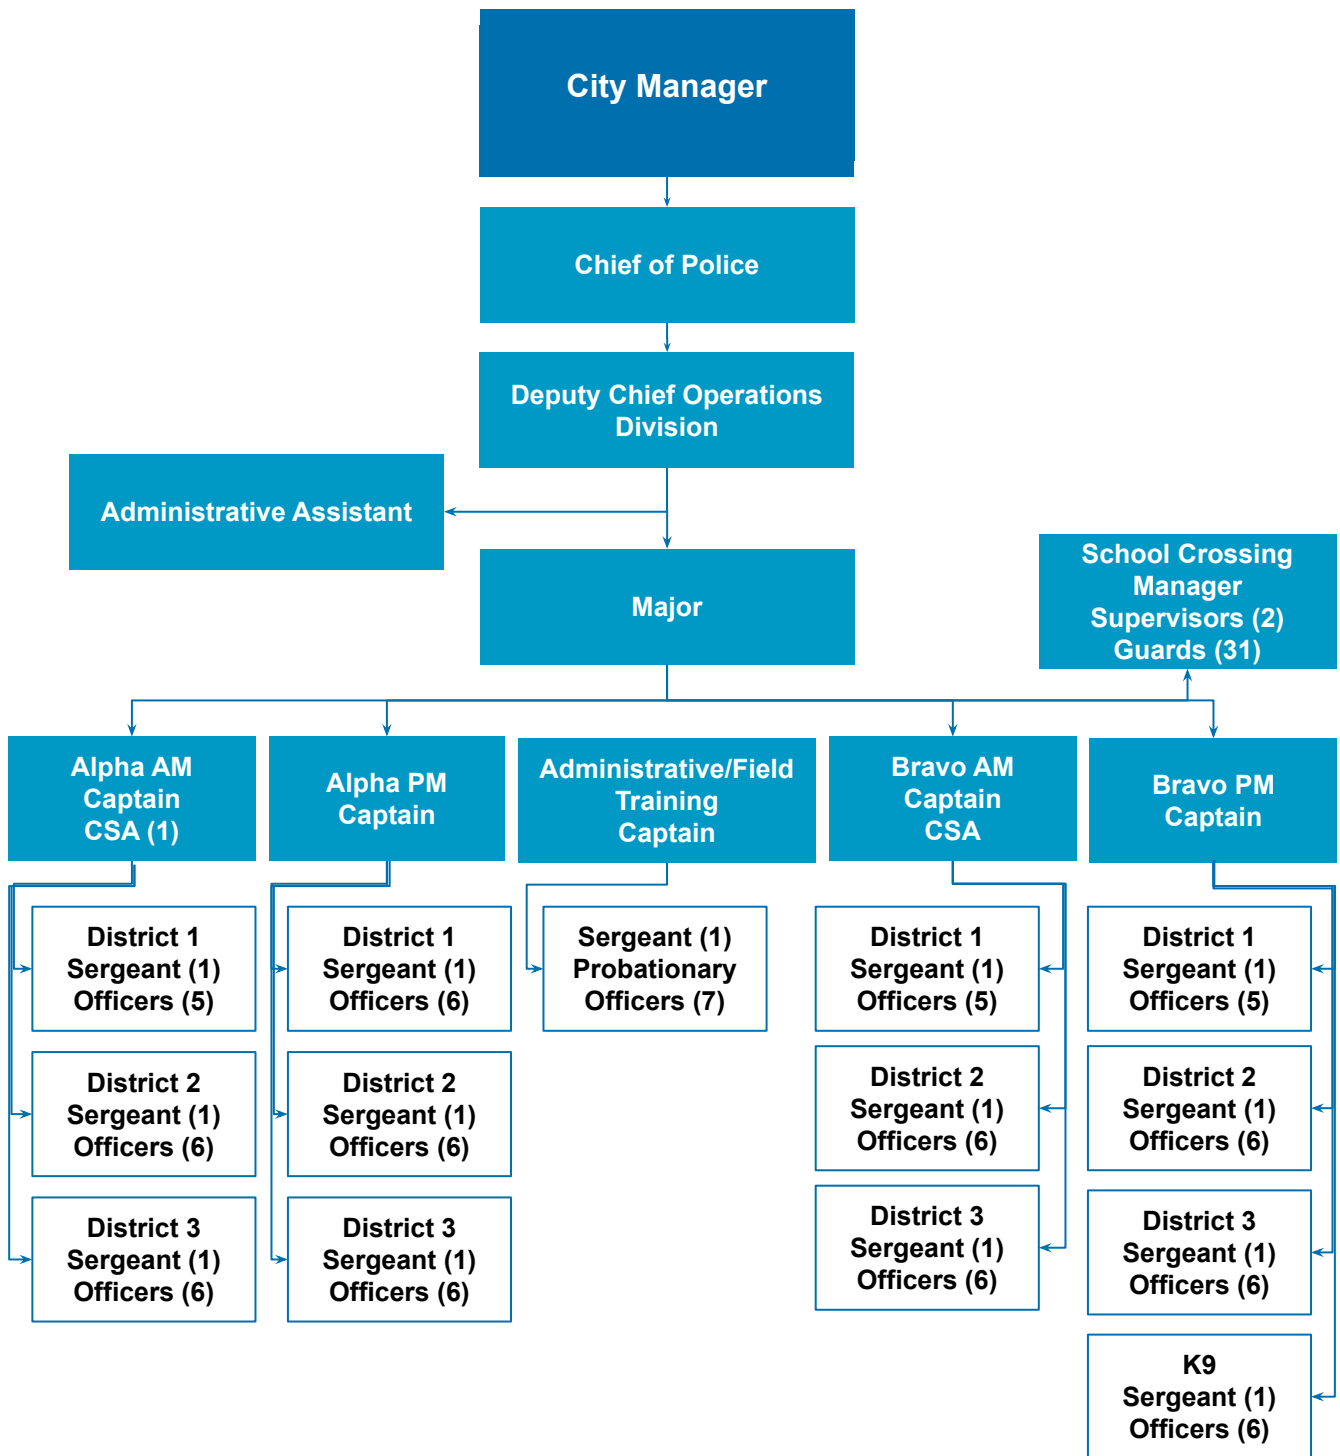 City Manager
Chief of Police
Deputy Chief Operations
Division
Administrative Assistant
Major
School Crossing
Manager
Supervisors (2)
Guards (31)
Alpha AM
Captain
CSA (1)
Alpha PM
Captain
Administrative/Field
Training
Captain
Bravo AM
Captain
CSA
Bravo PM
Captain
District 1
Sergeant (1)
Officers (5)
District 2
Sergeant (1)
Officers (6)
District 3
Sergeant (1)
Officers (6)
District 1
Sergeant (1)
Officers (6)
District 2
Sergeant (1)
Officers (6)
District 3
Sergeant (1)
Officers (6)
Sergeant (1)
Probationary
Officers (7)
District 1
Sergeant (1)
Officers (5)
District 2
Sergeant (1)
Officers (6)
District 3
Sergeant (1)
Officers (6)
District 1
Sergeant (1)
Officers (5)
District 2
Sergeant (1)
Officers (6)
District 3
Sergeant (1)
Officers (6)
K9
Sergeant (1)
Officers (6)